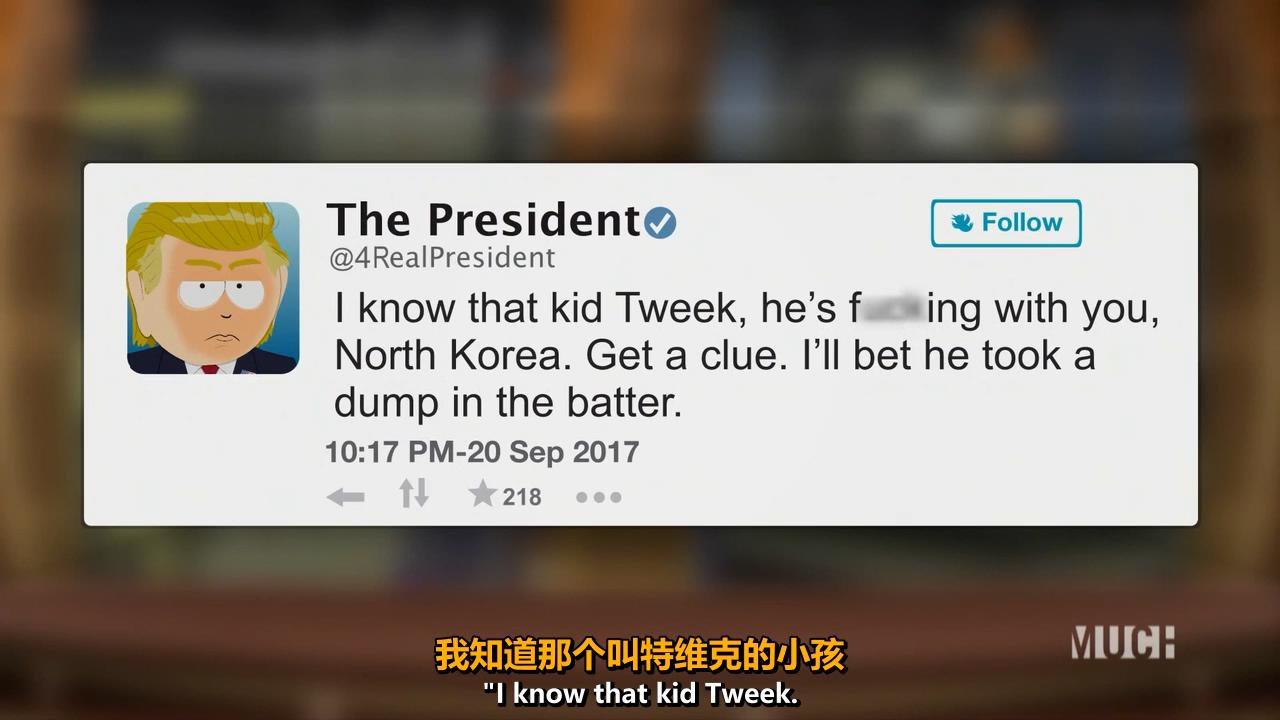 The President
@4RealPresident
Follow
I know that kid Tweek, he's f ing with you,
North Korea. Get a clue. I'll bet he took a
dump in the batter.
10:17 PM-20 Sep 2017
218
我知道那个叫特维克的小孩
"I know that kid Tweek.
MUCH